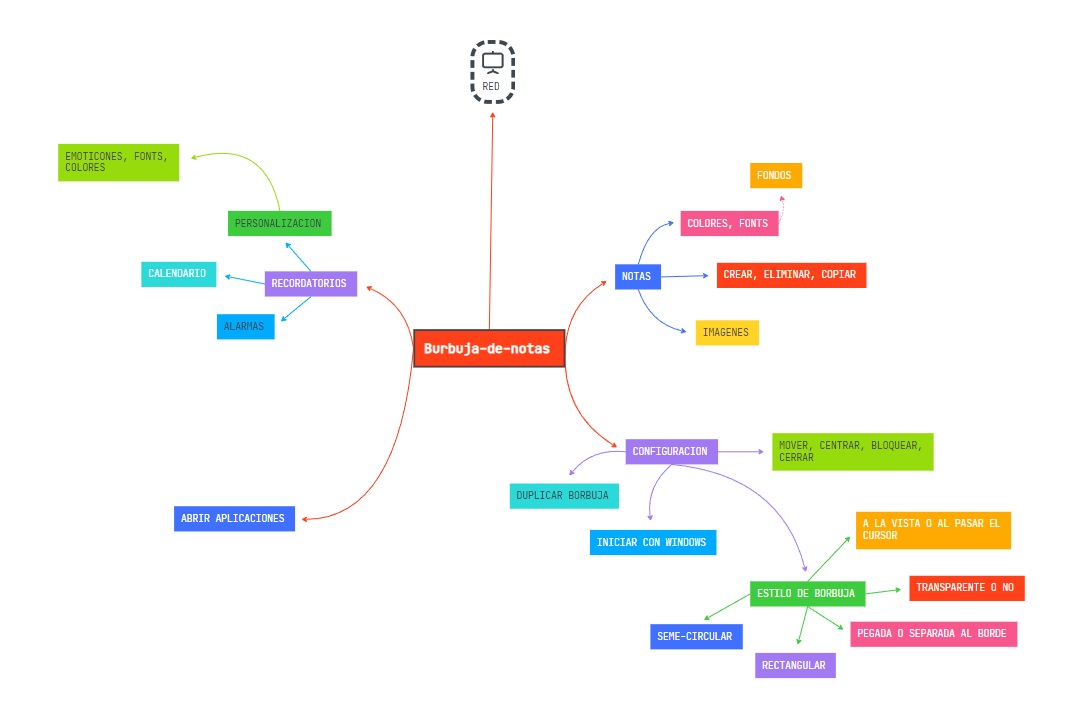 RED
EMOTICONES, FONTS,
COLORES
FONDOS
PERSONALIZACION
COLORES, FONTS
CALENDARIO
RECORDATORIOS
NOTAS
CREAR, ELIMINAR, COPIAR
ALARMAS
IMAGENES
Burbuja-de-notas
CONFIGURACION
MOVER, CENTRAR, BLOQUEAR,
CERRAR
DUPLICAR BORBUJA
ABRIR APLICACIONES
INICIAR CON WINDOWS
A LA VISTA O AL PASAR EL
CURSOR
ESTILO DE BORBUJA
TRANSPARENTE O NO
SEME-CIRCULAR
PEGADA O SEPARADA AL BORDE
RECTANGULAR